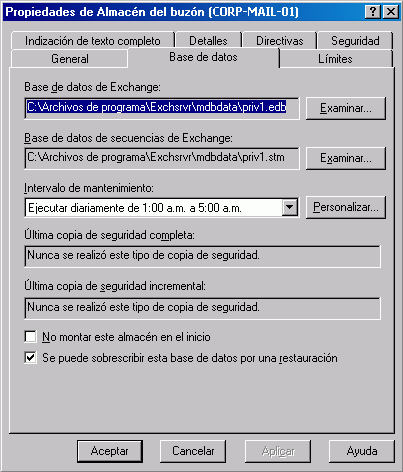 Propiedades de Almacén del buzón (CORP-MAIL-01)
Indización de texto completo Detalles Directivas Seguridad
General Base de datos Límites
Base de datos de Exchange:
C:\Archivos de programa\Exchsrvr\mdbdata\priv1.edb Examinar...
Base de datos de secuencias de Exchange:
C:\Archivos de programa\Exchsrvr\mdbdata\priv1.stm Examinar...
Intervalo de mantenimiento:
Ejecutar diariamente de 1:00 a.m. a 5:00 a.m. Personalizar...
Última copia de seguridad completa:
Nunca se realizó este tipo de copia de seguridad.
Última copia de seguridad incremental:
Nunca se realizó este tipo de copia de seguridad.
No montar este almacén en el inicio
Se puede sobrescribir esta base de datos por una restauración
Aceptar Cancelar Aplicar Ayuda